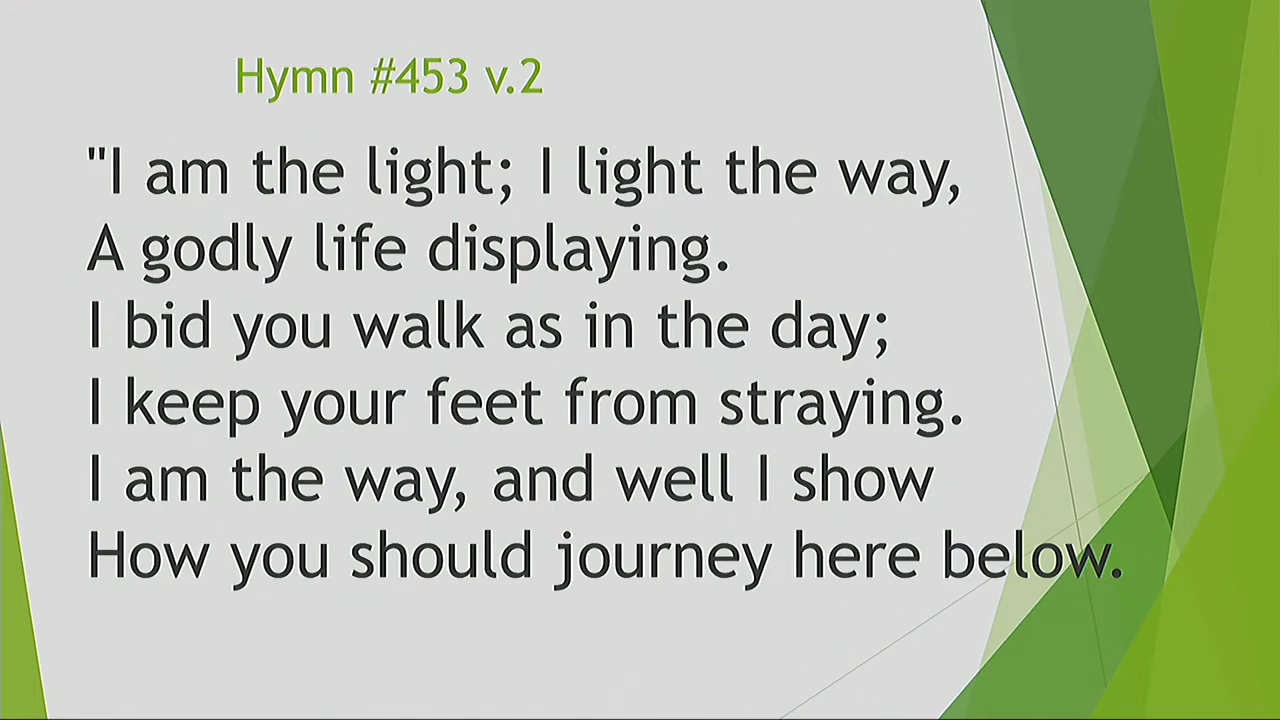 Hymn #453 v.2
"I am the light; I light the way,
A godly life displaying.
I bid you walk as in the day;
I keep your feet from straying.
I am the way, and well I show
How you should journey here below.